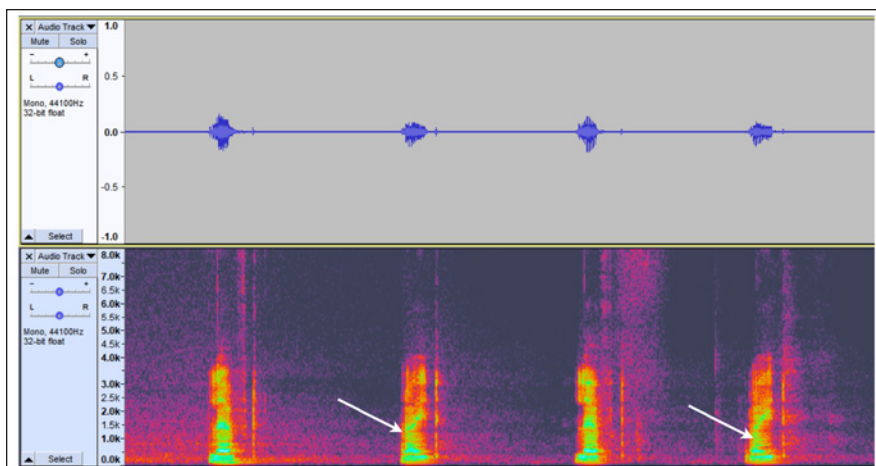 × Audio Track ▼
Mute Solo
- +
L R
Mono, 44100Hz
32-bit float
▲ Select
1.0
0.5
0.0
-0.5
-1.0
× Audio Track ▼
Mute Solo
- +
L R
Mono, 44100Hz
32-bit float
▲ Select
8.0k
7.0k
6.5k
6.0k
5.5k
5.0k
4.5k
4.0k
3.0k
2.5k
2.0k
1.5k
1.0k
0.0k